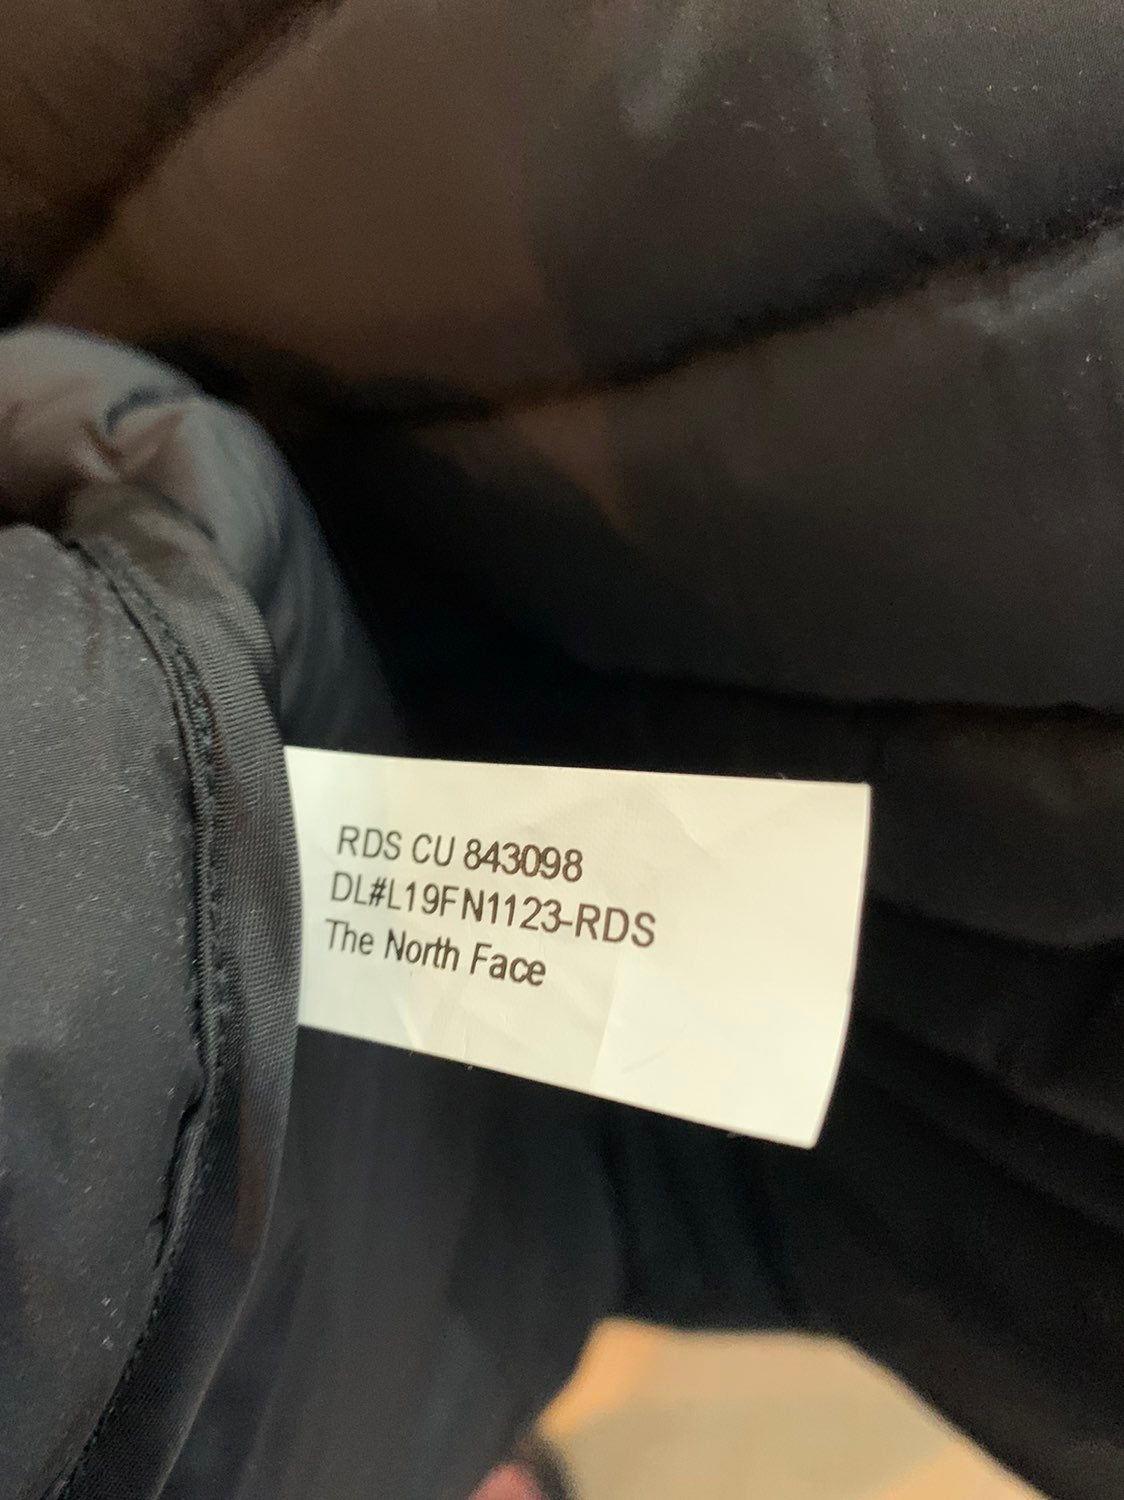 RDS CU 843098
DL#L19FN1123-RDS
The North Face